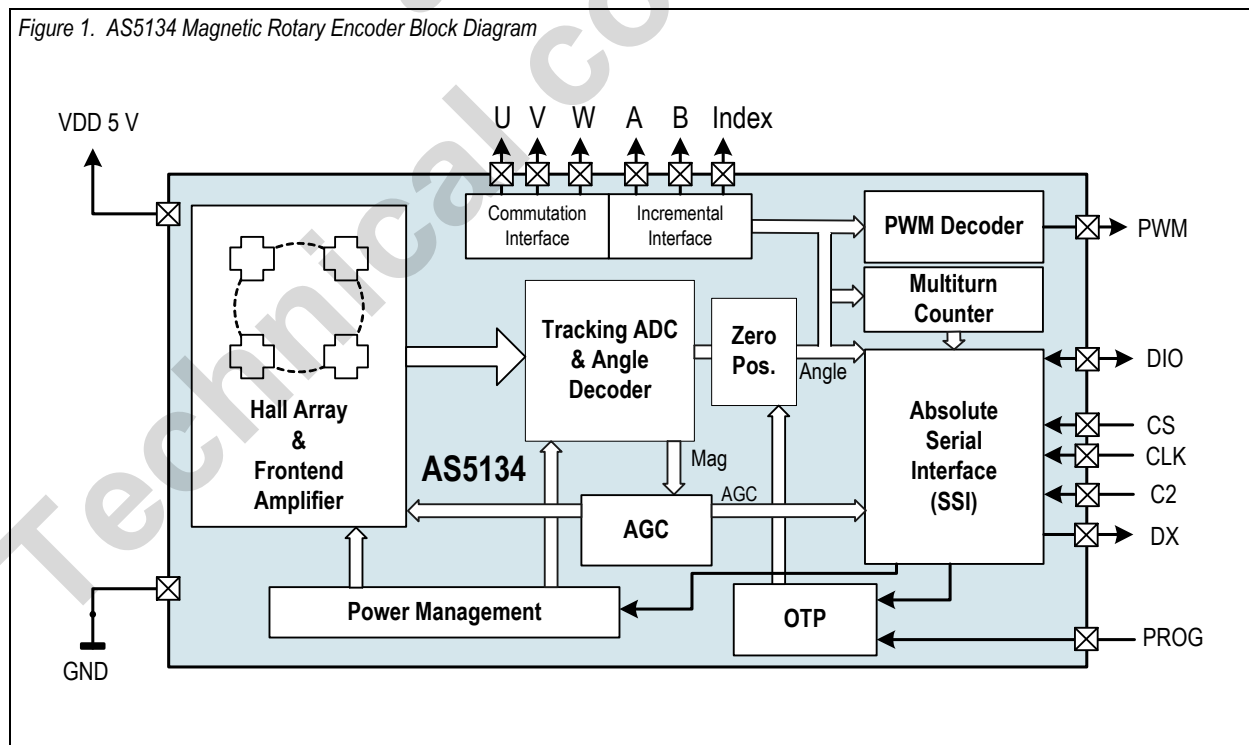 Figure 1. AS5134 Magnetic Rotary Encoder Block Diagram
VDD 5 V
U V W A B Index
Commutation
Interface
Incremental
Interface
PWM Decoder
PWM
Multiturn
Counter
Tracking ADC
& Angle
Decoder
Zero
Pos.
Angle
Hall Array
&
Frontend
Amplifier
AS5134
Mag
AGC
AGC
Absolute
Serial
Interface
(SSI)
DIO
CS
CLK
C2
DX
Power Management
OTP
PROG
GND
Technical co